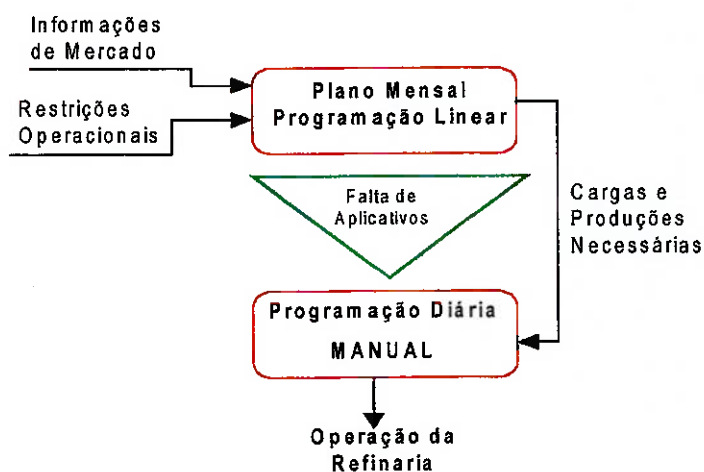 Informações
de Mercado
Restrições
Operacionais
Plano Mensal
Programação Linear
Falta de
Aplicativos
Cargas e
Produções
Necessárias
Programação Diária
MANUAL
Operação da
Refinaria